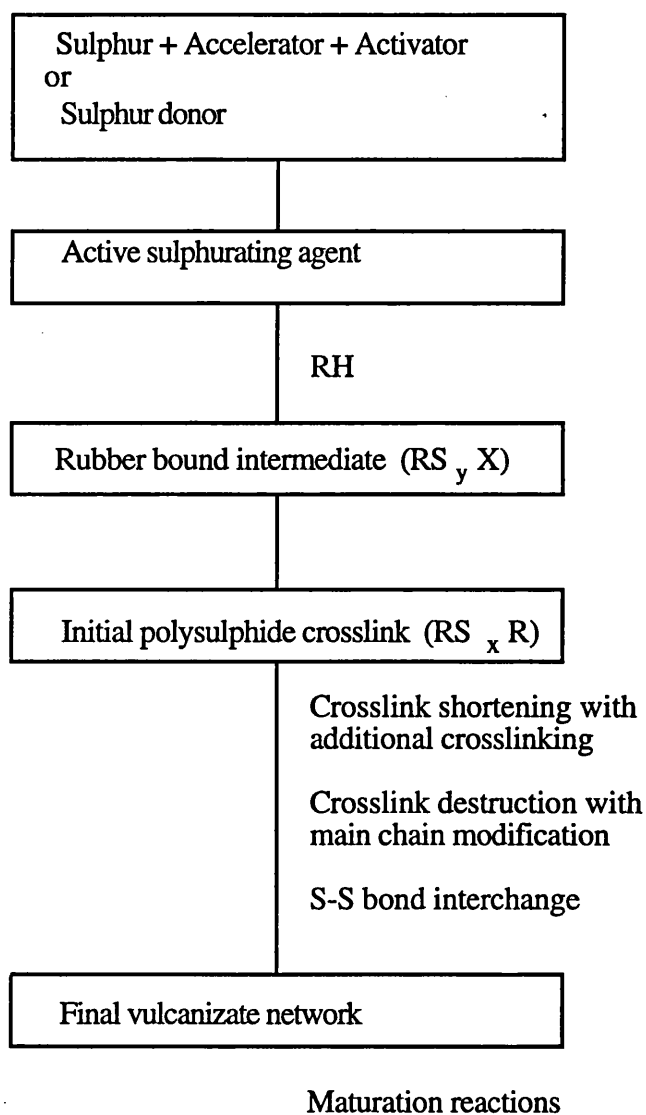 Sulphur + Accelerator + Activator
or
Sulphur donor
Active sulphurating agent
RH
Rubber bound intermediate (RS y X)
Initial polysulphide crosslink (RS x R)
Crosslink shortening with
additional crosslinking
Crosslink destruction with
main chain modification
S-S bond interchange
Final vulcanizate network
Maturation reactions